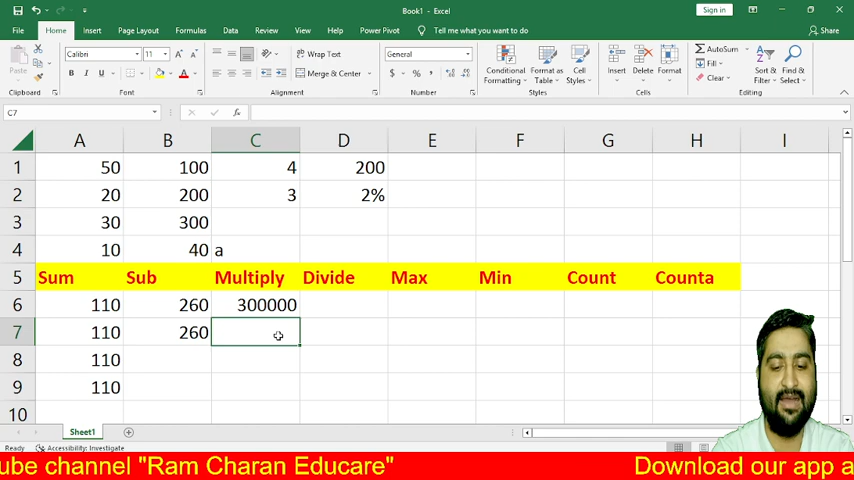 Book1 - Excel
Sign in
File Home Insert Page Layout Formulas Data Review View Help Power Pivot Tell me what you want to do Share
Calibri 11 Wrap Text General AutoSum
Paste B I U A Merge & Center $ % Conditional Formatting Format as Table Cell Styles Insert Delete Format Fill Clear Sort & Filter Find & Select
Clipboard Font Alignment Number Styles Cells Editing
C7 fx
A B C D E F G H I
1 50 100 4 200
2 20 200 3 2%
3 30 300
4 10 40 a
5 Sum Sub Multiply Divide Max Min Count Counta
6 110 260 300000
7 110 260
8 110
9 110
10
Sheet1
Ready Accessibility: Investigate
ube channel "Ram Charan Educare" Download our app a